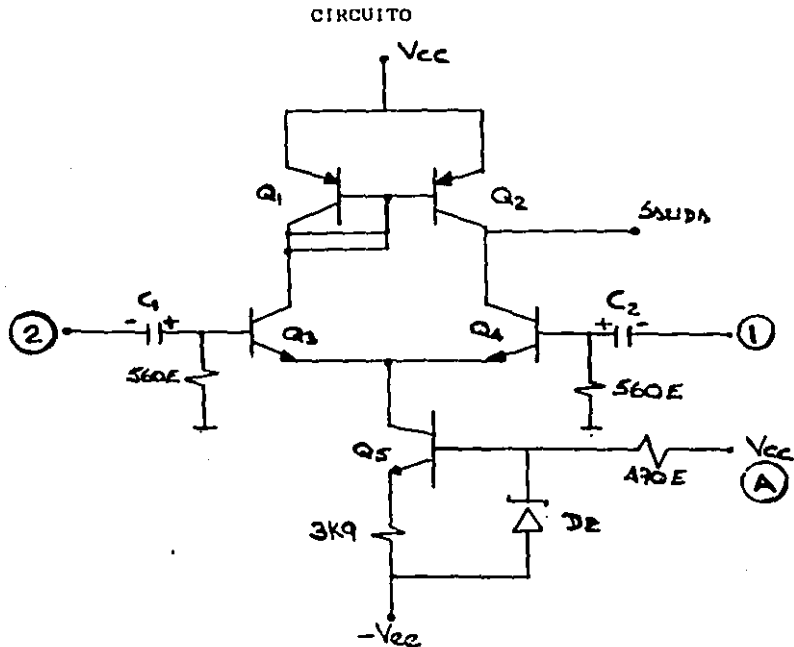 CIRCUITO
Vcc
Q1
Q2
SALIDA
2
C1
- +
Q3
Q4
C2
+ -
1
560E
560E
Q5
Vcc
470E
A
3K9
DZ
-Vcc